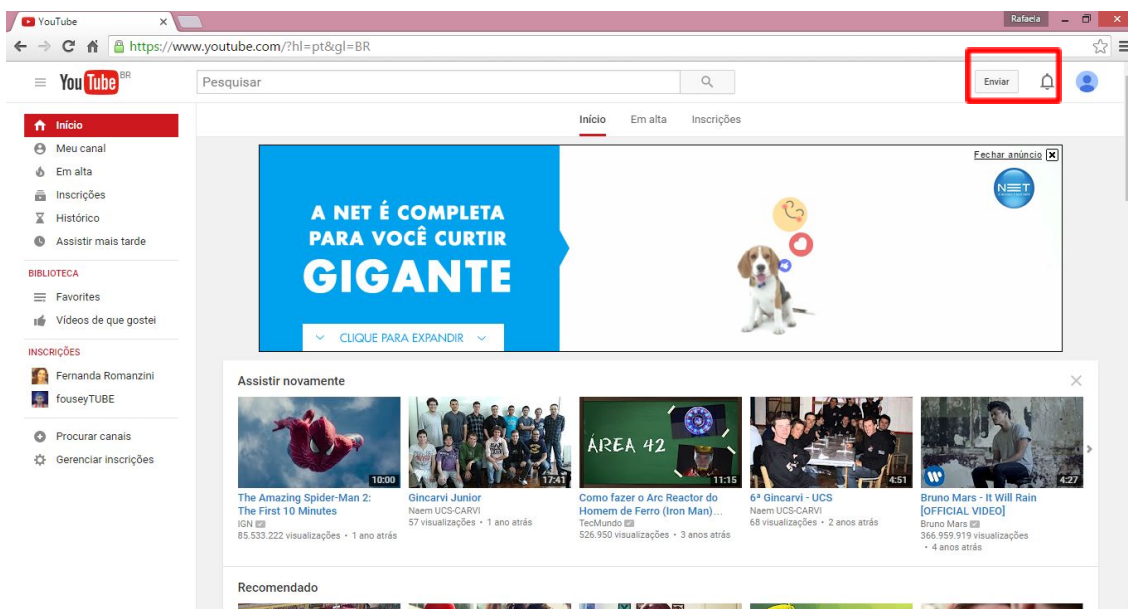 YouTube
Rafaela
https://www.youtube.com/?hl=pt&gl=BR
YouTube BR
Pesquisar
Enviar
Início
Meu canal
Em alta
Inscrições
Histórico
Assistir mais tarde
BIBLIOTECA
Favorites
Vídeos de que gostei
INSCRIÇÕES
Fernanda Romanzini
fouseyTUBE
Procurar canais
Gerenciar inscrições
Início Em alta Inscrições
Fechar anúncio
NET
A NET É COMPLETA
PARA VOCÊ CURTIR
GIGANTE
CLIQUE PARA EXPANDIR
Assistir novamente
10:00
The Amazing Spider-Man 2:
The First 10 Minutes
IGN
85.533.222 visualizações • 1 ano atrás
17:41
Gincarvi Junior
Naem UCS-CARVI
57 visualizações • 1 ano atrás
ÁREA 42
11:15
Como fazer o Arc Reactor do
Homem de Ferro (Iron Man)...
TecMundo
526.950 visualizações • 3 anos atrás
4:51
6ª Gincarvi - UCS
Naem UCS-CARVI
68 visualizações • 2 anos atrás
W
4:27
Bruno Mars - It Will Rain
[OFFICIAL VIDEO]
Bruno Mars
366.959.919 visualizações
• 4 anos atrás
Recomendado